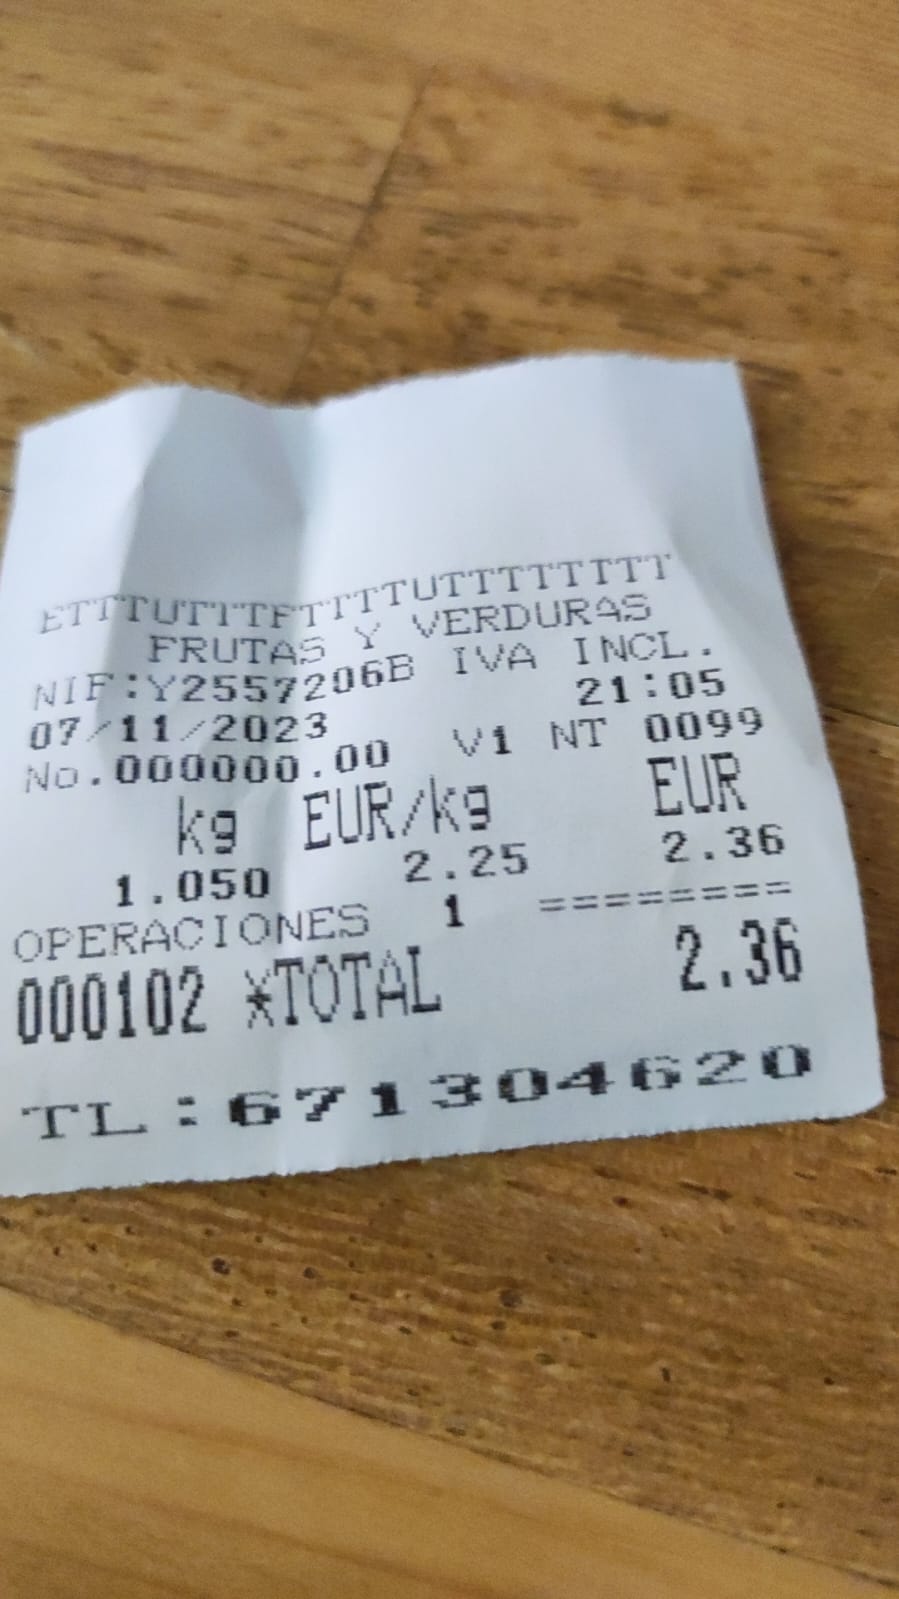 ETTTUTTTFTTTTTUTTTTTTTTT
FRUTAS Y VERDURAS
NIF:Y2557206B IVA INCL.
07/11/2023 21:05
No.000000.00 V1 NT 0099
kg EUR/kg EUR
1.050 2.25 2.36
OPERACIONES 1 ========
000102 *TOTAL 2.36
TL:671304620